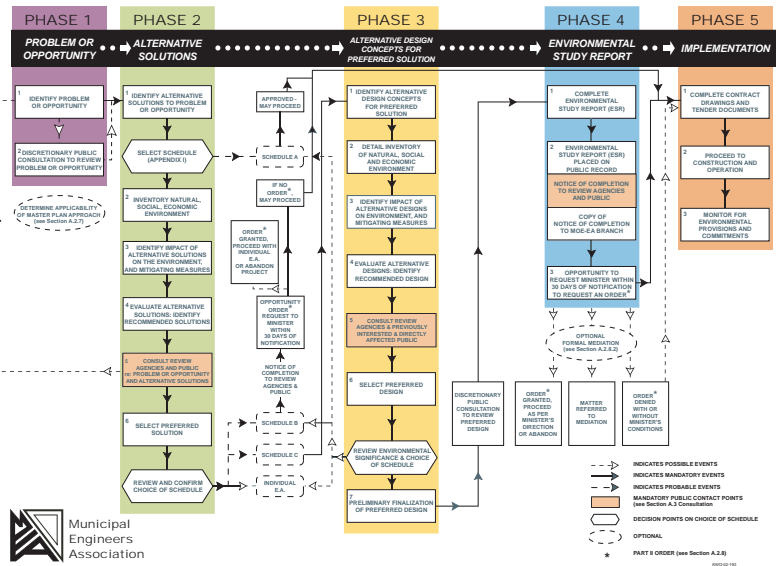 PHASE 1
PHASE 2
PHASE 3
PHASE 4
PHASE 5
PROBLEM OR
OPPORTUNITY
ALTERNATIVE
SOLUTIONS
ALTERNATIVE DESIGN
CONCEPTS FOR
PREFERRED SOLUTION
ENVIRONMENTAL
STUDY REPORT
IMPLEMENTATION
1
IDENTIFY PROBLEM
OR OPPORTUNITY
2
DISCRETIONARY PUBLIC
CONSULTATION TO REVIEW
PROBLEM OR OPPORTUNITY
DETERMINE APPLICABILITY
OF MASTER PLAN APPROACH
(see Section A.2.7)
1
IDENTIFY ALTERNATIVE
SOLUTIONS TO PROBLEM
OR OPPORTUNITY
SELECT SCHEDULE
(APPENDIX I)
2
INVENTORY NATURAL,
SOCIAL, ECONOMIC
ENVIRONMENT
3
IDENTIFY IMPACT OF
ALTERNATIVE SOLUTIONS
ON THE ENVIRONMENT,
AND MITIGATING MEASURES
4
EVALUATE ALTERNATIVE
SOLUTIONS: IDENTIFY
RECOMMENDED SOLUTIONS
5
CONSULT REVIEW
AGENCIES AND PUBLIC
re: PROBLEM OR OPPORTUNITY
AND ALTERNATIVE SOLUTIONS
6
SELECT PREFERRED
SOLUTION
REVIEW AND CONFIRM
CHOICE OF SCHEDULE
APPROVED -
MAY PROCEED
SCHEDULE A
IF NO
ORDER*
MAY PROCEED
ORDER*
GRANTED,
PROCEED WITH
INDIVIDUAL
E.A.
OR ABANDON
PROJECT
OPPORTUNITY
ORDER*
REQUEST TO
MINISTER
WITHIN
30 DAYS OF
NOTIFICATION
NOTICE OF
COMPLETION
TO REVIEW
AGENCIES &
PUBLIC
SCHEDULE B
SCHEDULE C
INDIVIDUAL
E.A.
1
IDENTIFY ALTERNATIVE
DESIGN CONCEPTS
FOR PREFERRED
SOLUTION
2
DETAIL INVENTORY
OF NATURAL, SOCIAL
AND ECONOMIC
ENVIRONMENT
3
IDENTIFY IMPACT OF
ALTERNATIVE DESIGNS
ON ENVIRONMENT, AND
MITIGATING MEASURES
4
EVALUATE ALTERNATIVE
DESIGNS: IDENTIFY
RECOMMENDED DESIGN
5
CONSULT REVIEW
AGENCIES & PREVIOUSLY
INTERESTED & DIRECTLY
AFFECTED PUBLIC
6
SELECT PREFERRED
DESIGN
REVIEW ENVIRONMENTAL
SIGNIFICANCE & CHOICE
OF SCHEDULE
7
PRELIMINARY FINALIZATION
OF PREFERRED DESIGN
DISCRETIONARY
PUBLIC
CONSULTATION
TO REVIEW
PREFERRED
DESIGN
1
COMPLETE
ENVIRONMENTAL
STUDY REPORT (ESR)
2
ENVIRONMENTAL
STUDY REPORT (ESR)
PLACED ON
PUBLIC RECORD
NOTICE OF COMPLETION
TO REVIEW AGENCIES
AND PUBLIC
COPY OF
NOTICE OF COMPLETION
TO MOE-EA BRANCH
3
OPPORTUNITY TO
REQUEST MINISTER WITHIN
30 DAYS OF NOTIFICATION
TO REQUEST AN ORDER*
OPTIONAL
FORMAL MEDIATION
(see Section A.2.8.2)
ORDER*
GRANTED,
PROCEED
AS PER
MINISTER'S
DIRECTION
OR ABANDON
MATTER
REFERRED
TO
MEDIATION
ORDER*
DENIED
WITH OR
WITHOUT
MINISTER'S
CONDITIONS
1
COMPLETE CONTRACT
DRAWINGS AND
TENDER DOCUMENTS
2
PROCEED TO
CONSTRUCTION AND
OPERATION
3
MONITOR FOR
ENVIRONMENTAL
PROVISIONS AND
COMMITMENTS
INDICATES POSSIBLE EVENTS
INDICATES MANDATORY EVENTS
INDICATES PROBABLE EVENTS
MANDATORY PUBLIC CONTACT POINTS
(see Section A.3 Consultation
DECISION POINTS ON CHOICE OF SCHEDULE
OPTIONAL
* PART II ORDER (see Section A.2.8)
Municipal
Engineers
Association